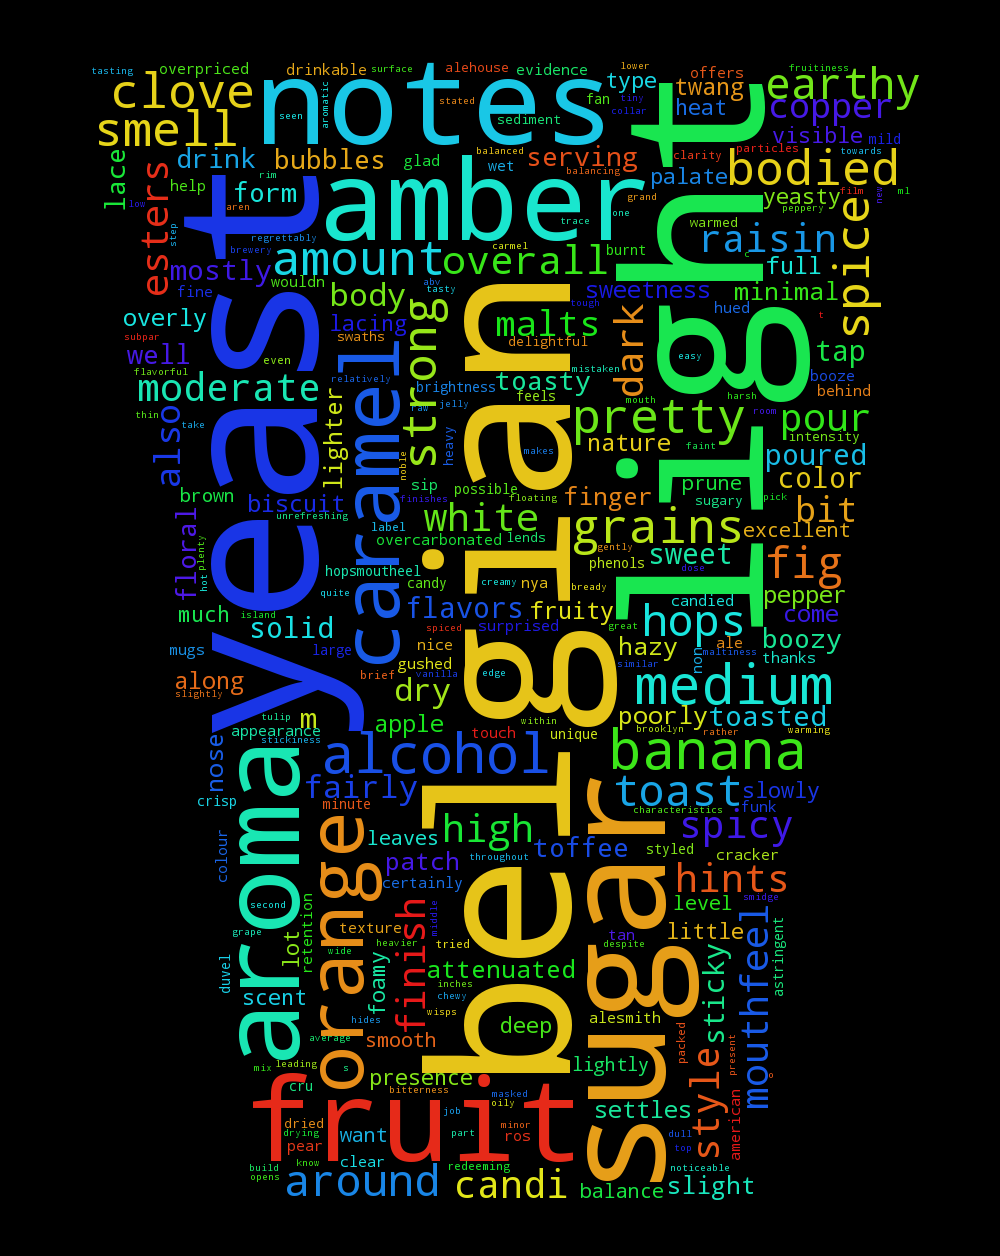 tasting
overpriced
drinkable
surface
alehouse
evidence
lower
type
offers
fruitiness
clove
notes
fan
tiny
twang
earthy
smell
seen
aromatic
stated
sediment
collar
heat
copper
visible
mild
lace
drink
bubbles
glad
balanced
wet
serving
balancing
clarity
particles
towards
bodied
esters
help
rim
form
amber
trace
one
grand
palate
yeasty
film
new
ml
low
aren
step
regrettably
brewery
warmed
peppery
raisin
spice
mostly
amount
carmel
overall
burnt
light
c
full
fine
wouldn
body
abv
tasty
tough
sweetness
minimal
overly
lacing
strong
malts
dark
hued
t
subpar
swaths
delightful
well
even
yeast
belgian
easy
tap
flavorful
relatively
mistaken
moderate
caramel
brightness
toasty
booze
behind
thin
take
also
lighter
raw
jelly
feels
mouth
harsh
room
pretty
pour
heavy
makes
nature
faint
intensity
poured
noble
brown
sip
possible
finger
prune
color
biscuit
finishes
floating
sugary
pick
floral
unrefreshing
white
grains
bit
label
lends
excellent
plenty
overcarbonated
gently
hot
hopsmoutheel
phenols
sweet
fig
quite
candy
creamy
nya
bready
dose
pepper
much
island
flavors
fruity
candied
come
solid
spiced
surprised
great
hops
ale
boozy
mugs
large
nice
hazy
non
maltiness
thanks
brief
gushed
similar
along
slightly
vanilla
edge
dry
medium
tulip
m
apple
within
poorly
toasted
appearance
touch
unique
brooklyn
rather
warming
nose
stickiness
alcohol
banana
crisp
fairly
toast
slowly
minute
characteristics
funk
aroma
orange
leaves
high
toffee
styled
spicy
colour
patch
throughout
cracker
certainly
sugar
hints
second
level
smidge
grape
retention
lot
texture
finish
middle
tan
little
mouthfeel
wide
heavier
tried
despite
duvel
foamy
attenuated
sticky
astringent
scent
inches
chewy
hides
wisps
deep
alesmith
average
smooth
packed
mix
leading
s
presence
lightly
style
present
cru
bitterness
masked
o
fruit
job
oily
settles
american
dried
minor
drying
want
part
ros
dull
pear
top
build
know
clear
redeeming
noticeable
opens
around
candi
balance
slight